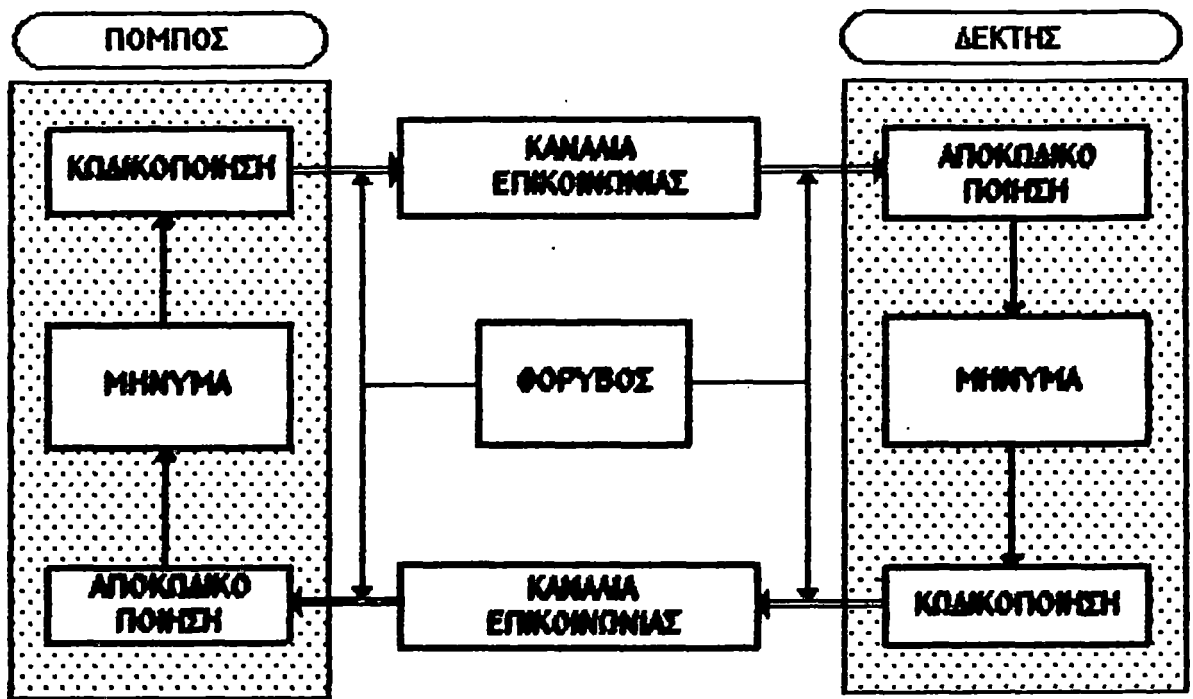 ΠΟΜΠΟΣ
ΔΕΚΤΗΣ
ΚΩΔΙΚΟΠΟΙΗΣΗ
ΚΑΝΑΛΙΑ
ΕΠΙΚΟΙΝΩΝΙΑΣ
ΑΠΟΚΩΔΙΚΟ
ΠΟΙΗΣΗ
ΜΗΝΥΜΑ
ΘΟΡΥΒΟΣ
ΜΗΝΥΜΑ
ΑΠΟΚΩΔΙΚΟ
ΠΟΙΗΣΗ
ΚΑΝΑΛΙΑ
ΕΠΙΚΟΙΝΩΝΙΑΣ
ΚΩΔΙΚΟΠΟΙΗΣΗ